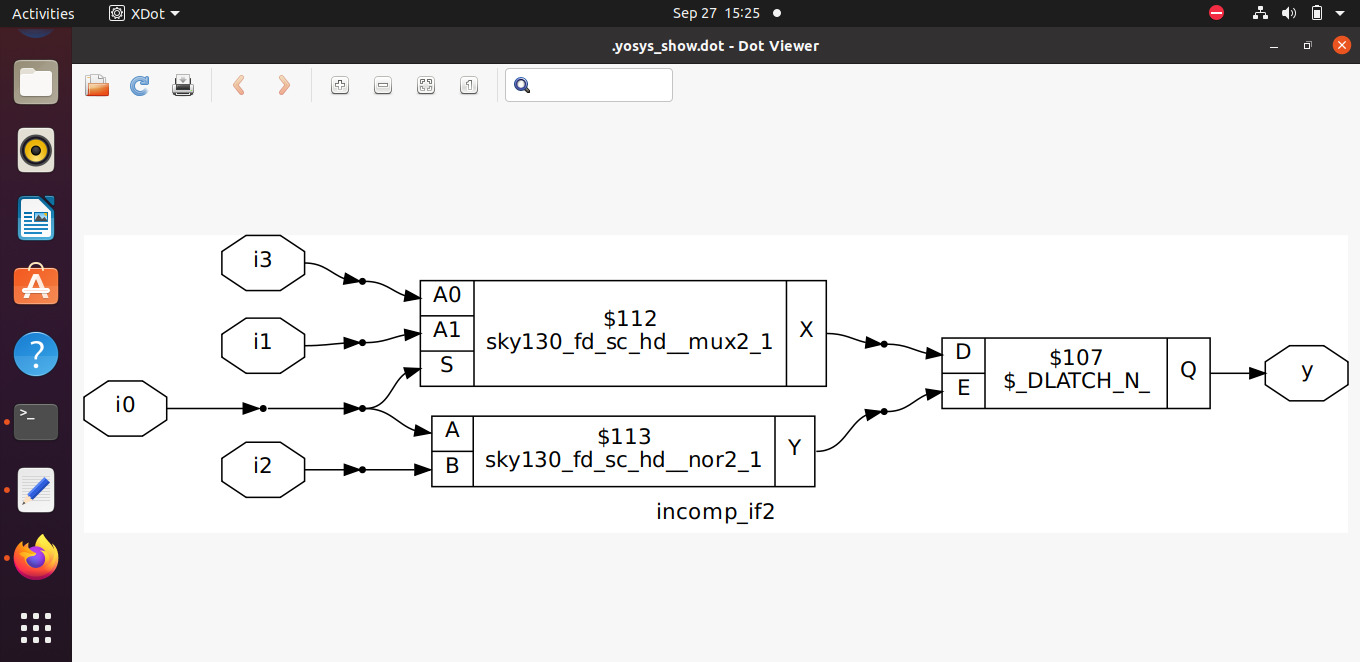 Activities
XDot
Sep 27 15:25
.yosys_show.dot - Dot Viewer
1
i3
i1
i0
i2
A0
A1
S
$112
sky130_fd_sc_hd__mux2_1
X
A
B
$113
sky130_fd_sc_hd__nor2_1
Y
D
E
$107
$_DLATCH_N_
Q
y
incomp_if2